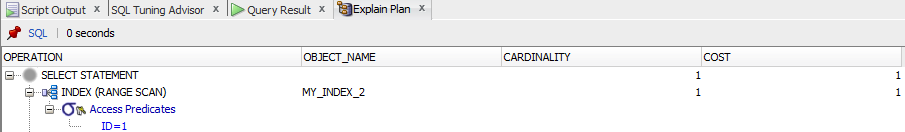 Script Output x SQL Tuning Advisor x Query Result x Explain Plan x
SQL | 0 seconds
OPERATION OBJECT_NAME CARDINALITY COST
SELECT STATEMENT 1 1
INDEX (RANGE SCAN) MY_INDEX_2 1 1
Access Predicates
ID=1